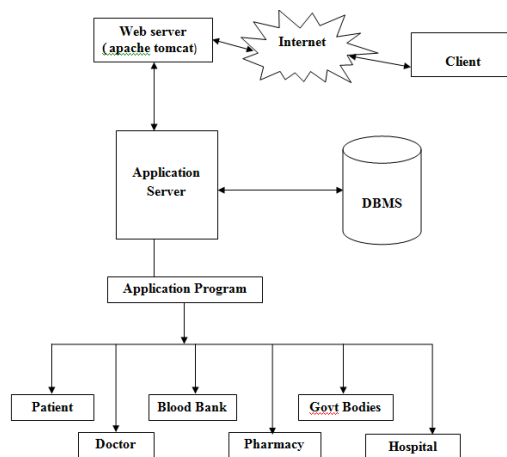 Web server
(apache tomcat)
Internet
Client
Application
Server
DBMS
Application Program
Patient
Blood Bank
Govt Bodies
Doctor
Pharmacy
Hospital